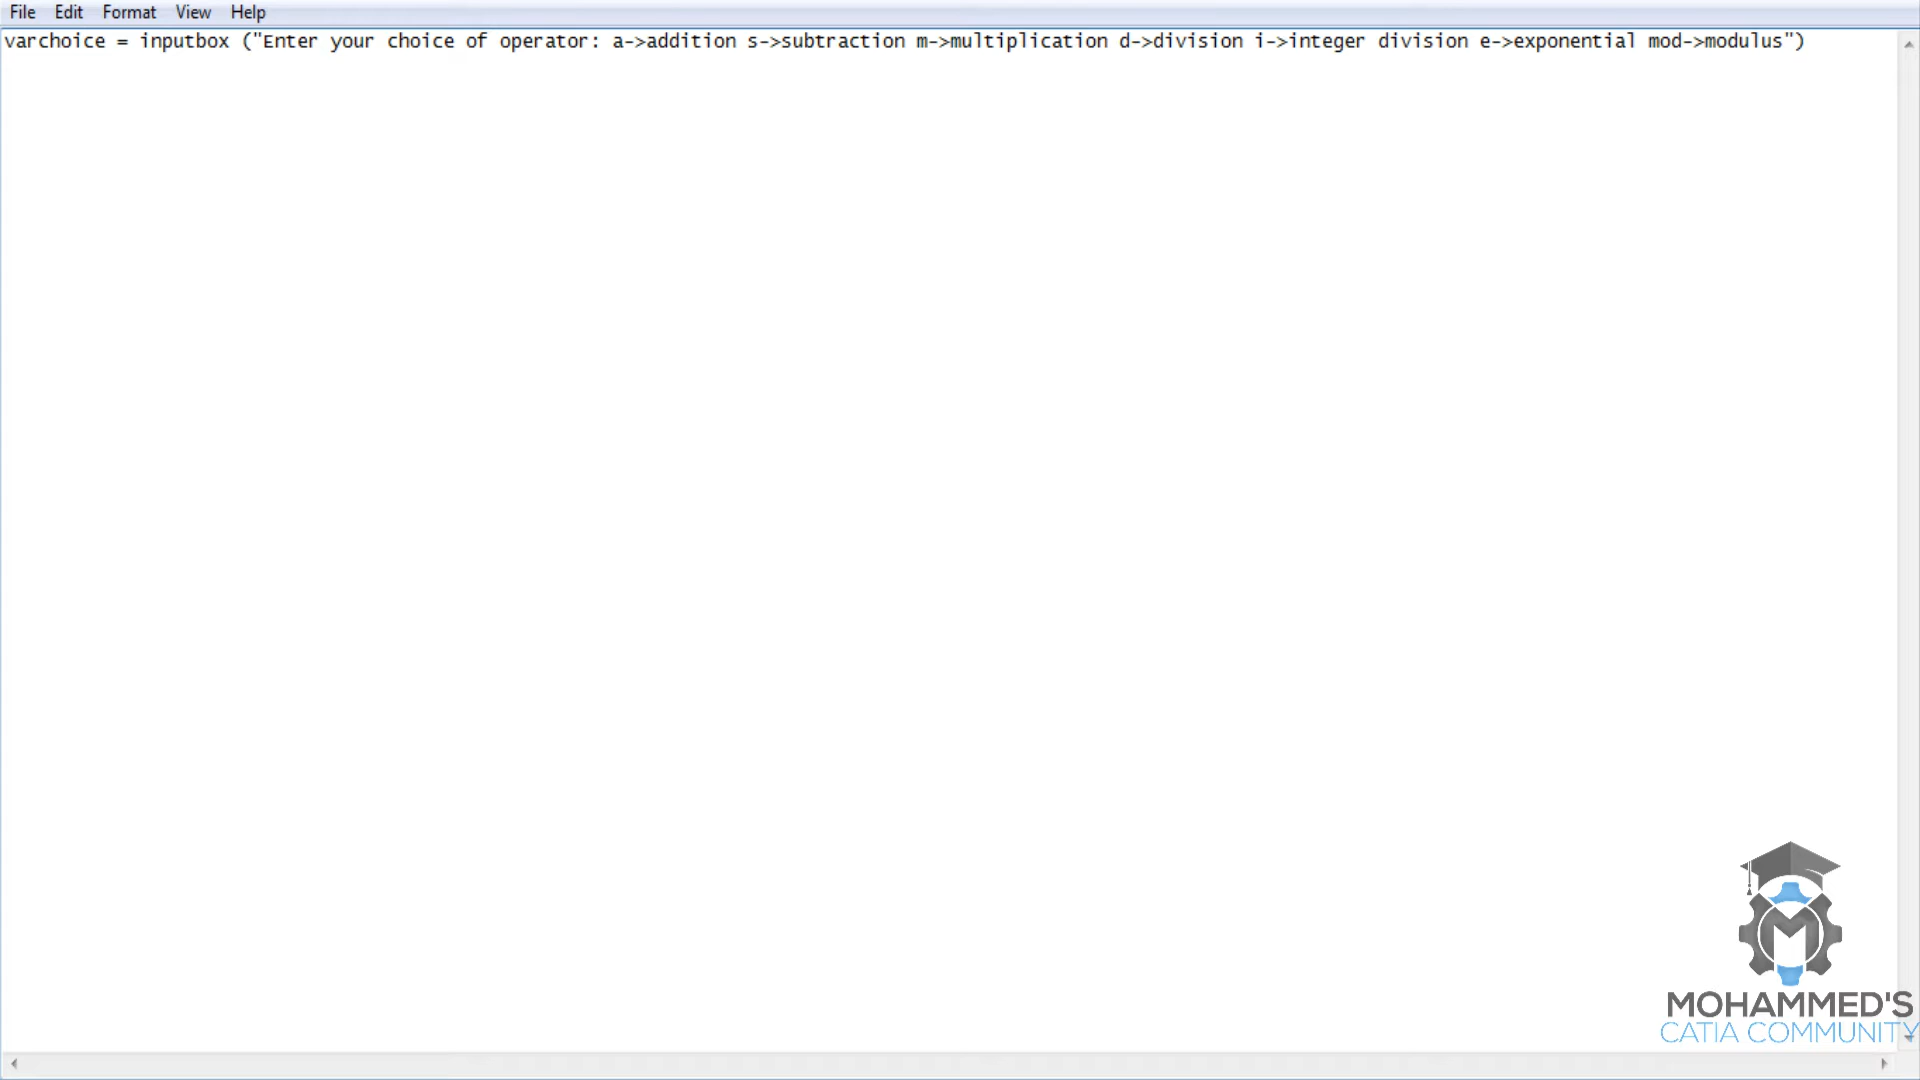 File Edit Format View Help
varchoice = inputbox ("Enter your choice of operator: a->addition s->subtraction m->multiplication d->division i->integer division e->exponential mod->modulus")
MOHAMMED'S
CATIA COMMUNITY